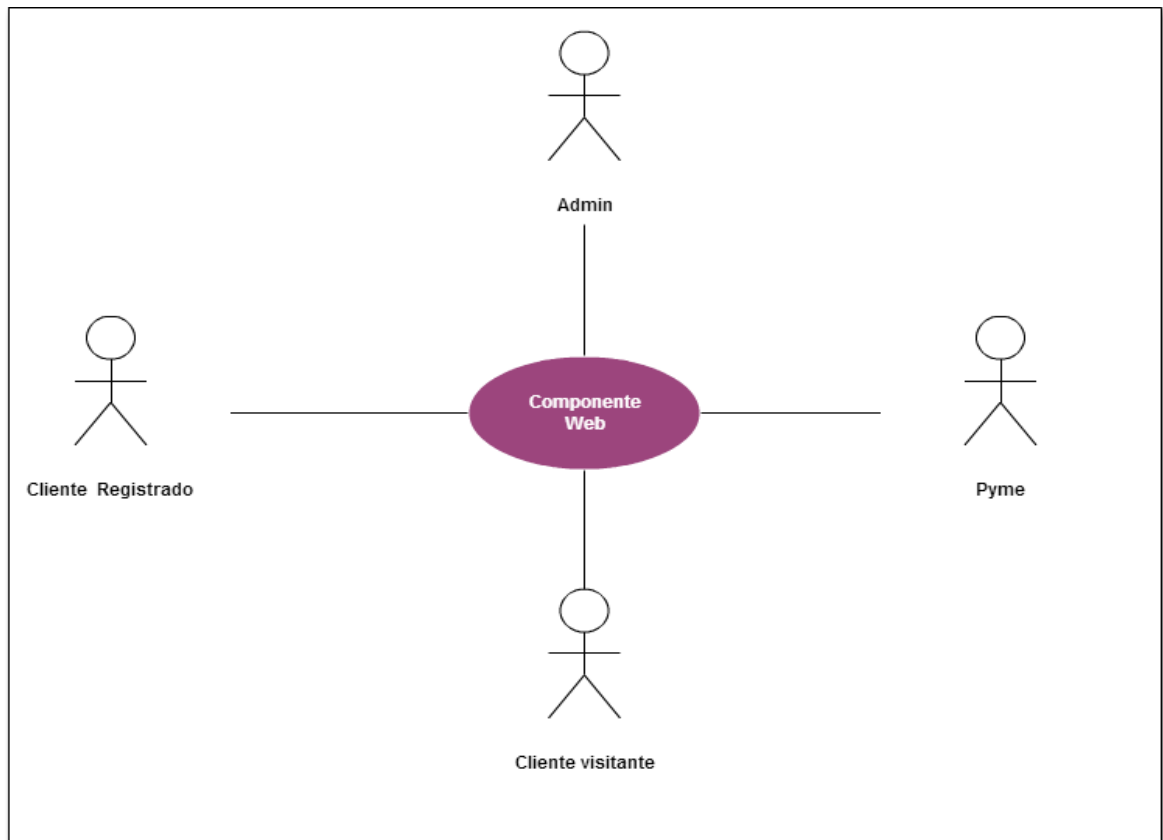 Admin
Componente
Web
Cliente Registrado
Pyme
Cliente visitante